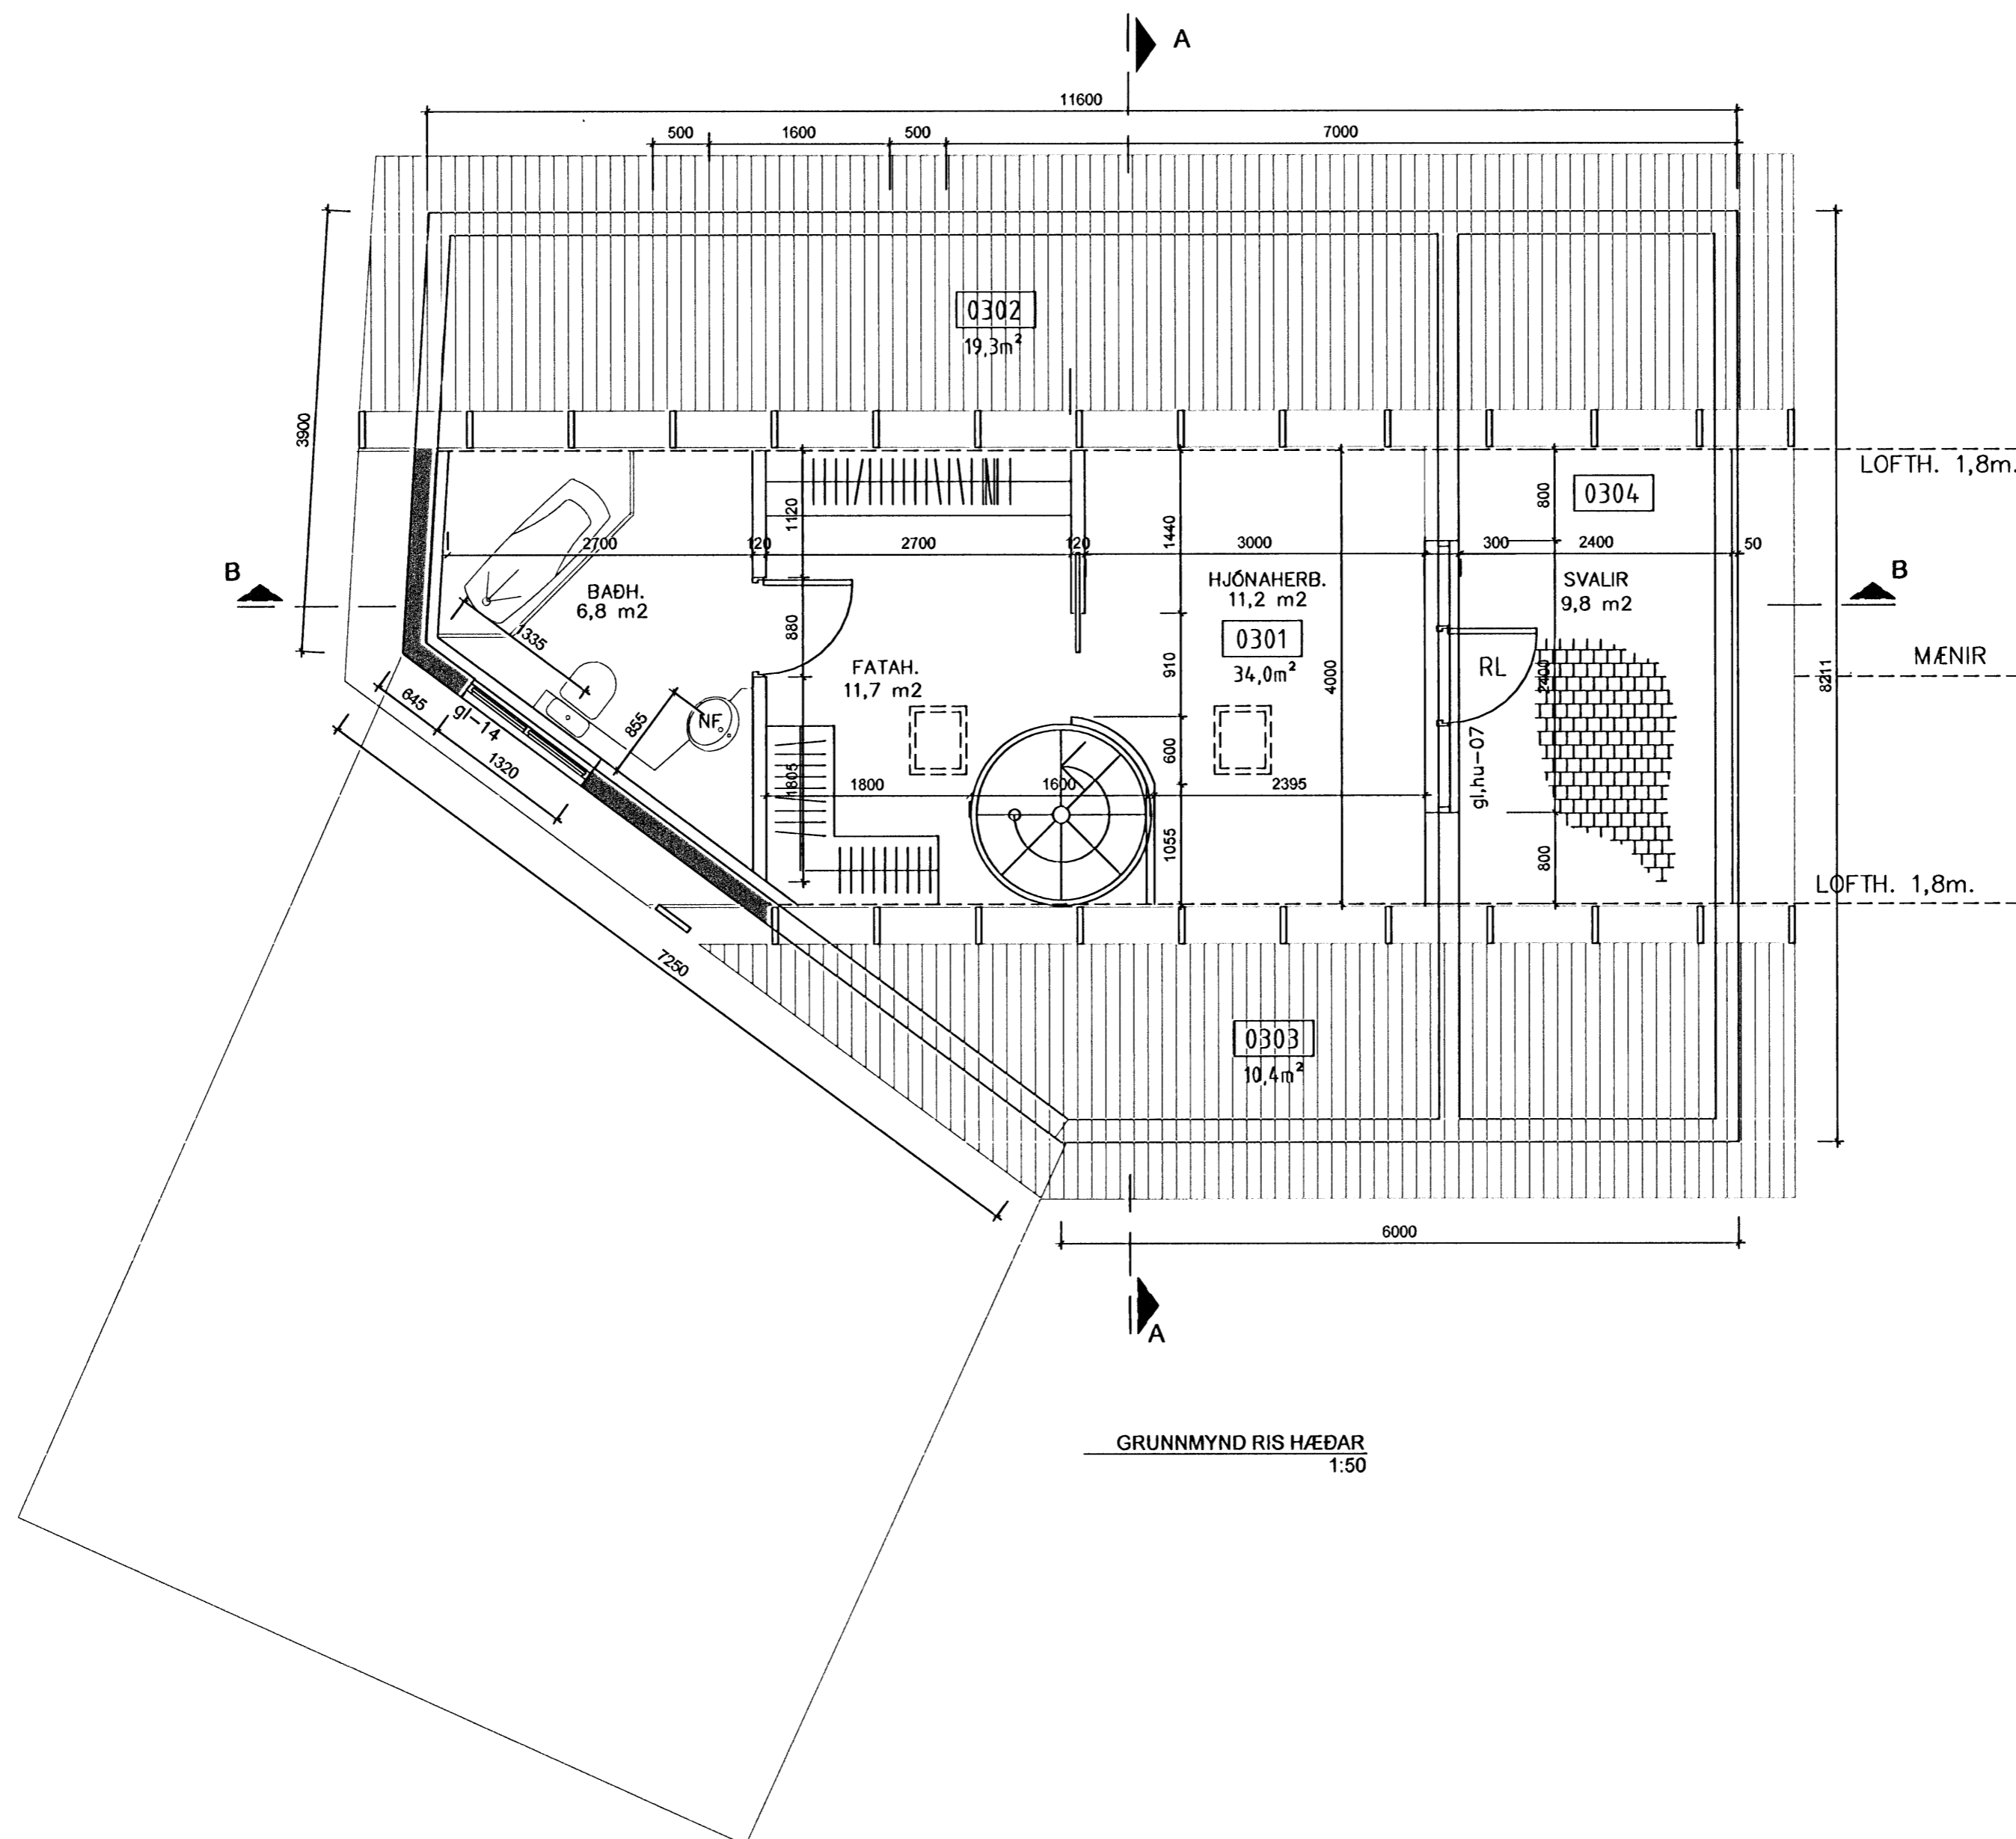 A
11600
500 1600 500 7000
0302
19,3m²
3900
LOFTH. 1,8m.
0304
800
1120
1440
2700 120 2700 120 3000 300 2400 50
B
B
BAÐH.
6,8 m2
HJÓNAHERB.
11,2 m2
SVALIR
9,8 m2
1335
880
0301
34,0m²
910
4000
RL
2400
MÆNIR
8211
FATAH.
11,7 m2
645
gl-14
855
NF
1320
600
gl,hu-07
1805
1800 1600 2395
1055
800
LOFTH. 1,8m.
7250
0303
10,4m²
6000
A
GRUNNMYND RIS HÆÐAR
1:50